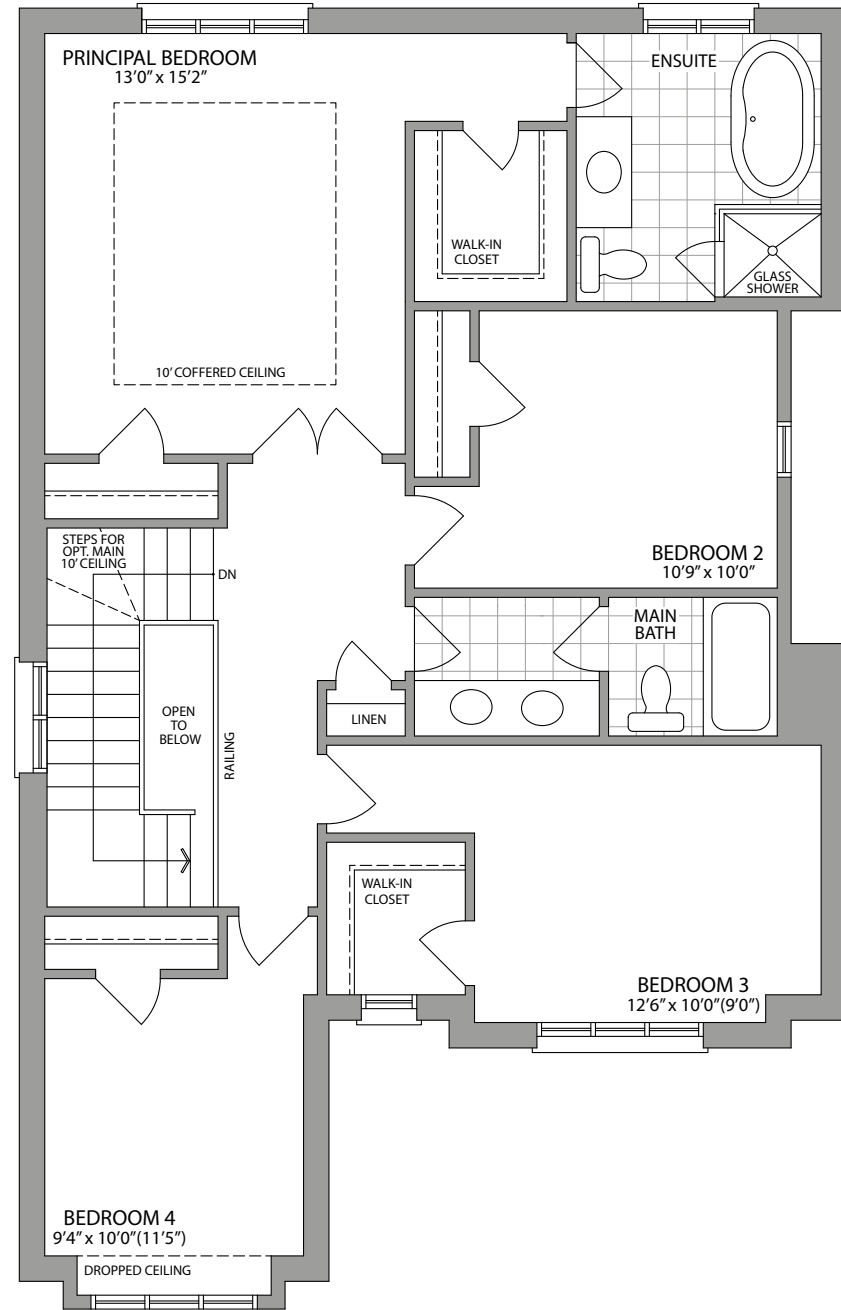 PRINCIPAL BEDROOM
13’0” x 15’2”
ENSUITE
WALK-IN
CLOSET
GLASS
SHOWER
10’ COFFERED CEILING
STEPS FOR
OPT. MAIN
10’ CEILING
DN
BEDROOM 2
10’9” x 10’0”
MAIN
BATH
OPEN
TO
BELOW
RAILING
LINEN
WALK-IN
CLOSET
BEDROOM 3
12’6” x 10’0”(9’0”)
BEDROOM 4
9’4” x 10’0”(11’5”)
DROPPED CEILING